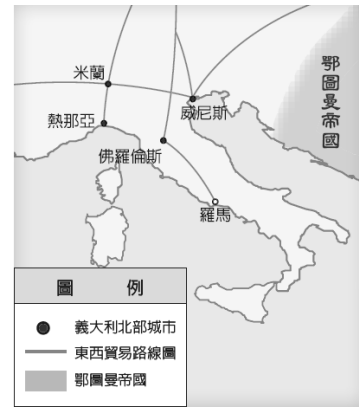 米蘭
熱那亞
威尼斯
佛羅倫斯
羅馬
鄂圖曼帝國
圖例
義大利北部城市
東西貿易路線圖
鄂圖曼帝國